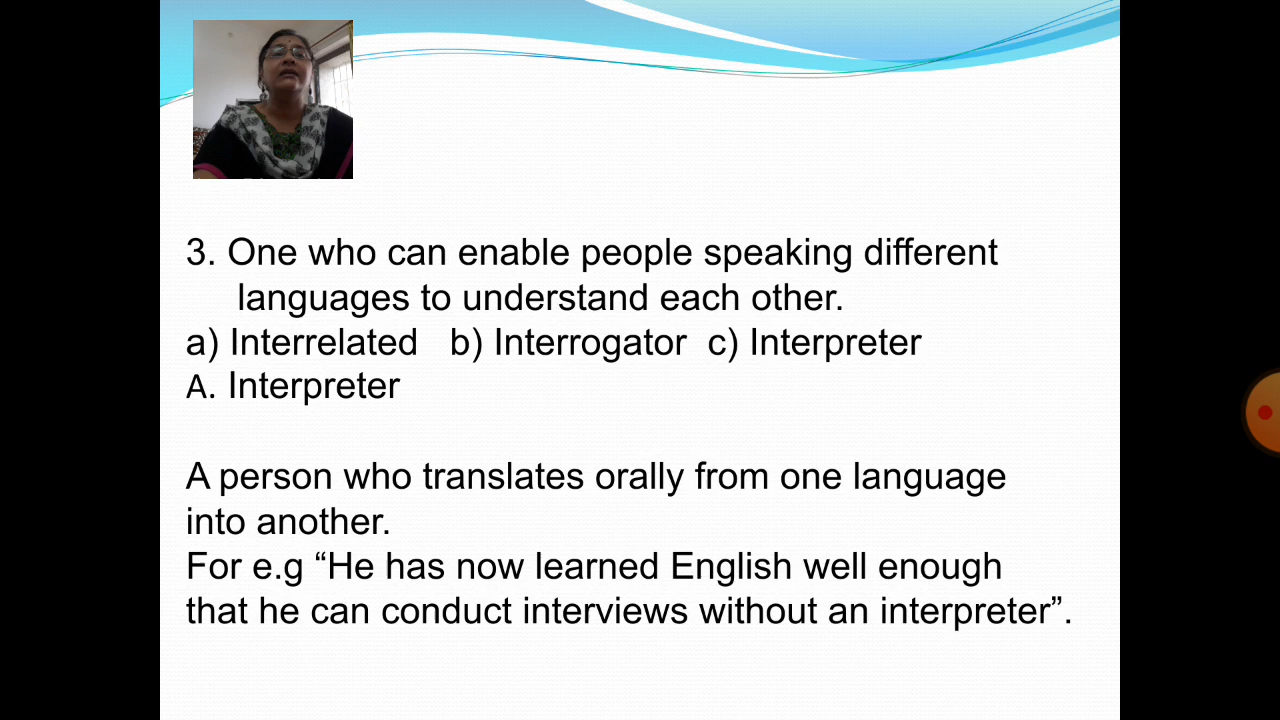 3. One who can enable people speaking different
languages to understand each other.
a) Interrelated b) Interrogator c) Interpreter
A. Interpreter
A person who translates orally from one language
into another.
For e.g “He has now learned English well enough
that he can conduct interviews without an interpreter”.